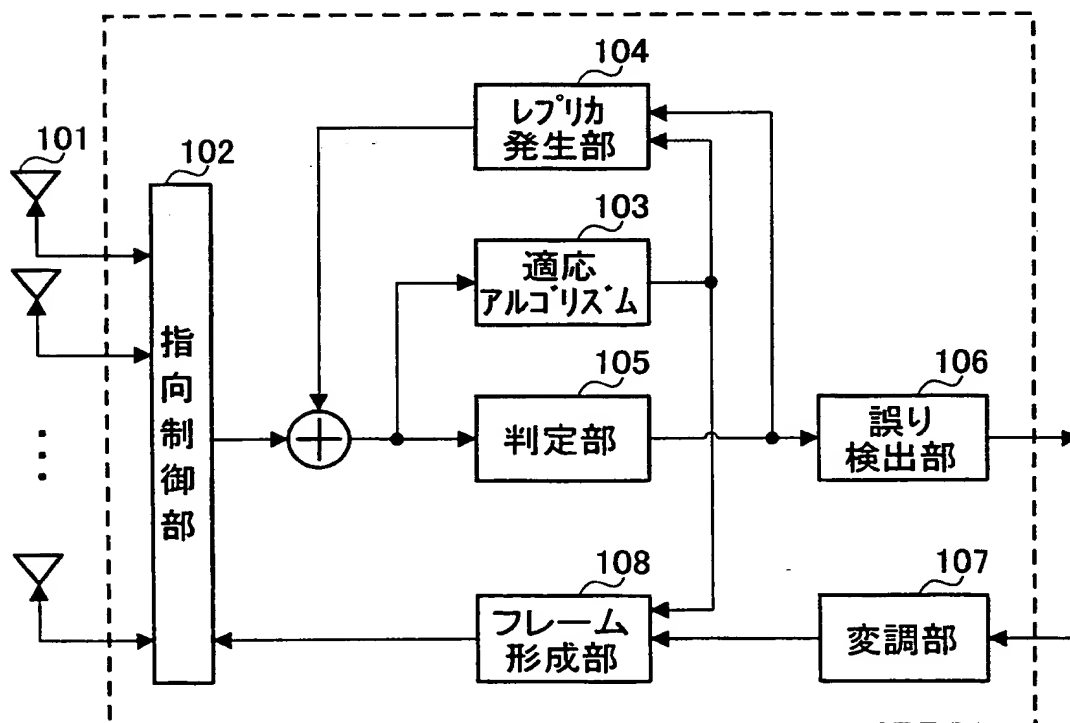 104
レプリカ
発生部
101
102
103
適応
アルゴリズム
指向制御部
105
判定部
106
誤り
検出部
108
フレーム
形成部
107
変調部